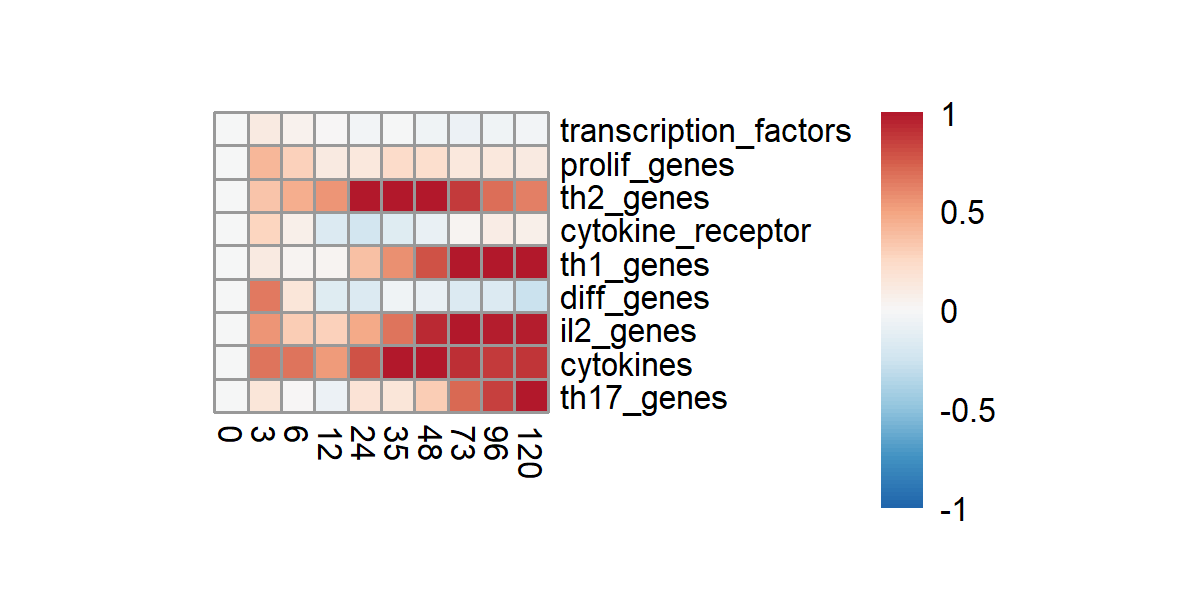 transcription_factors
prolif_genes
th2_genes
cytokine_receptor
th1_genes
diff_genes
il2_genes
cytokines
th17_genes
0 3 6 12 24 35 48 73 96 120
1
0.5
0
-0.5
-1